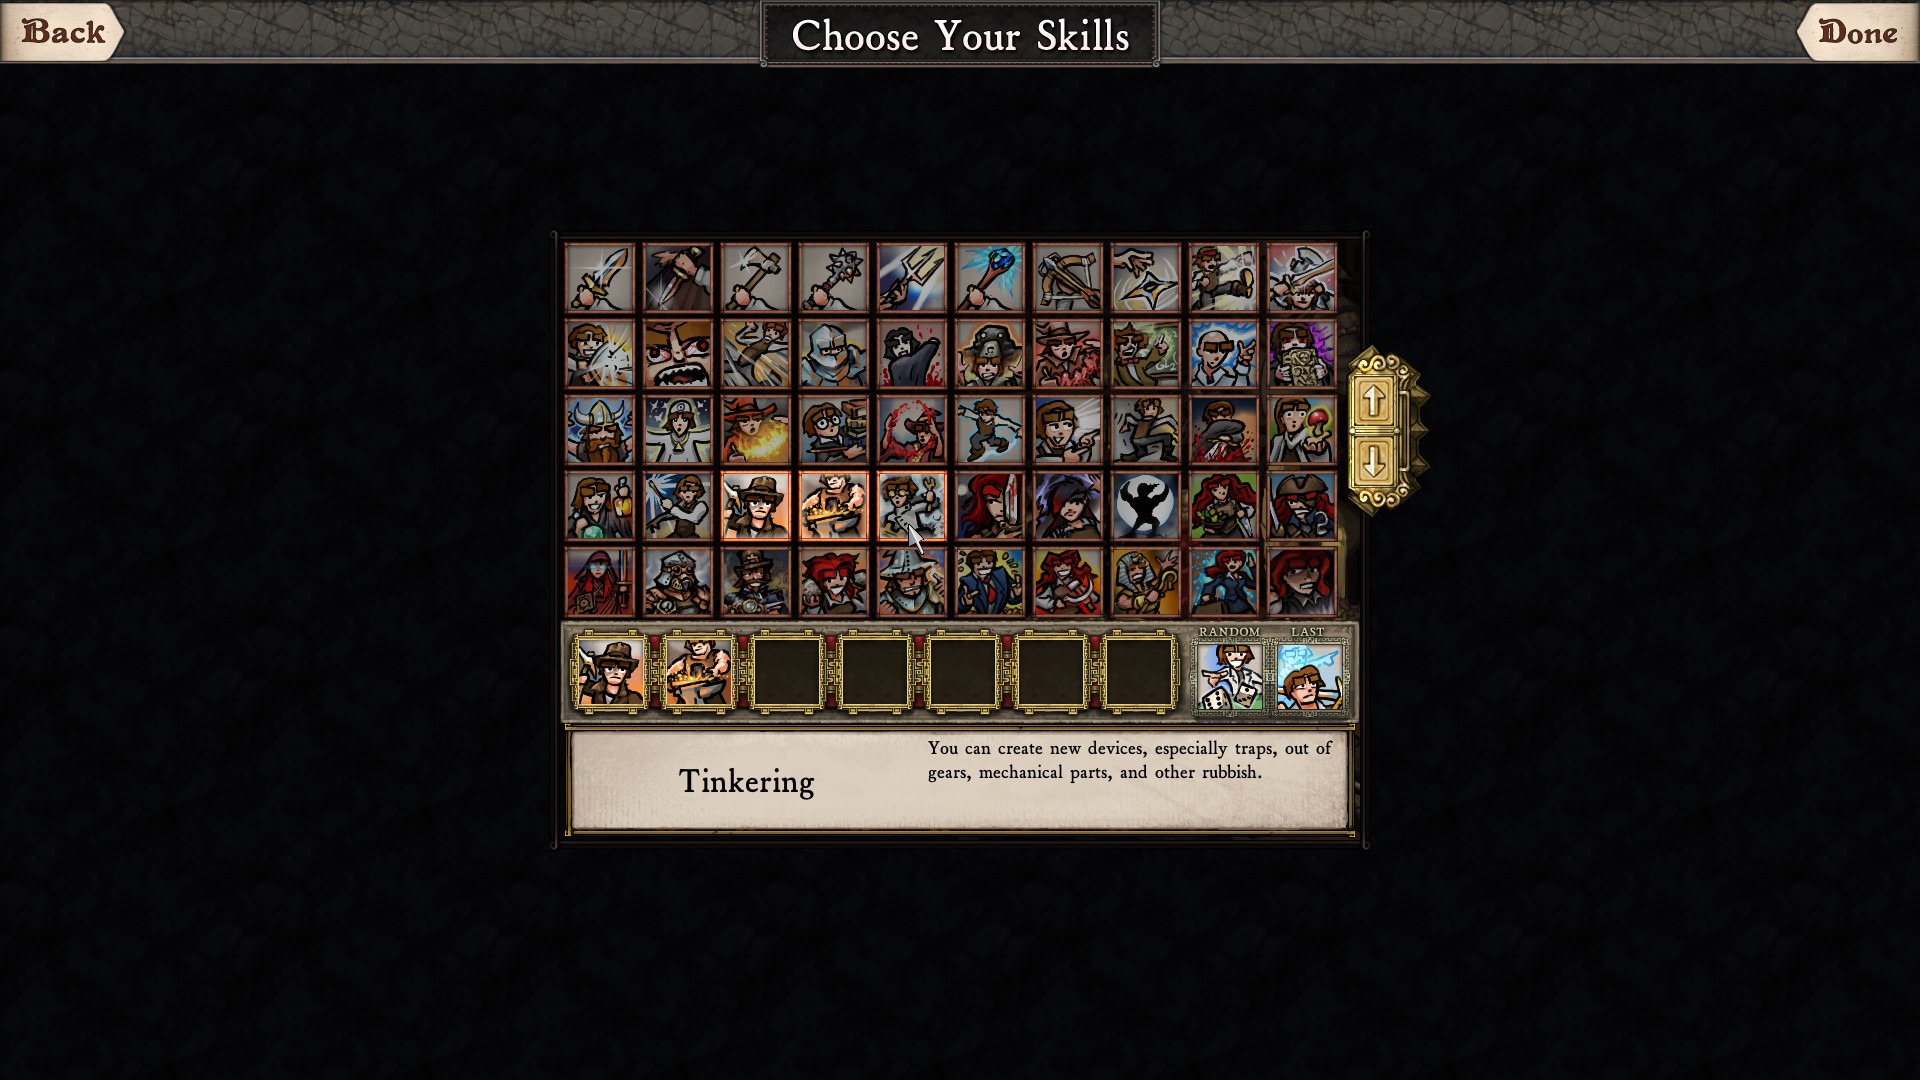 Back
Choose Your Skills
Done
RANDOM
LAST
Tinkering
You can create new devices, especially traps, out of
gears, mechanical parts, and other rubbish.